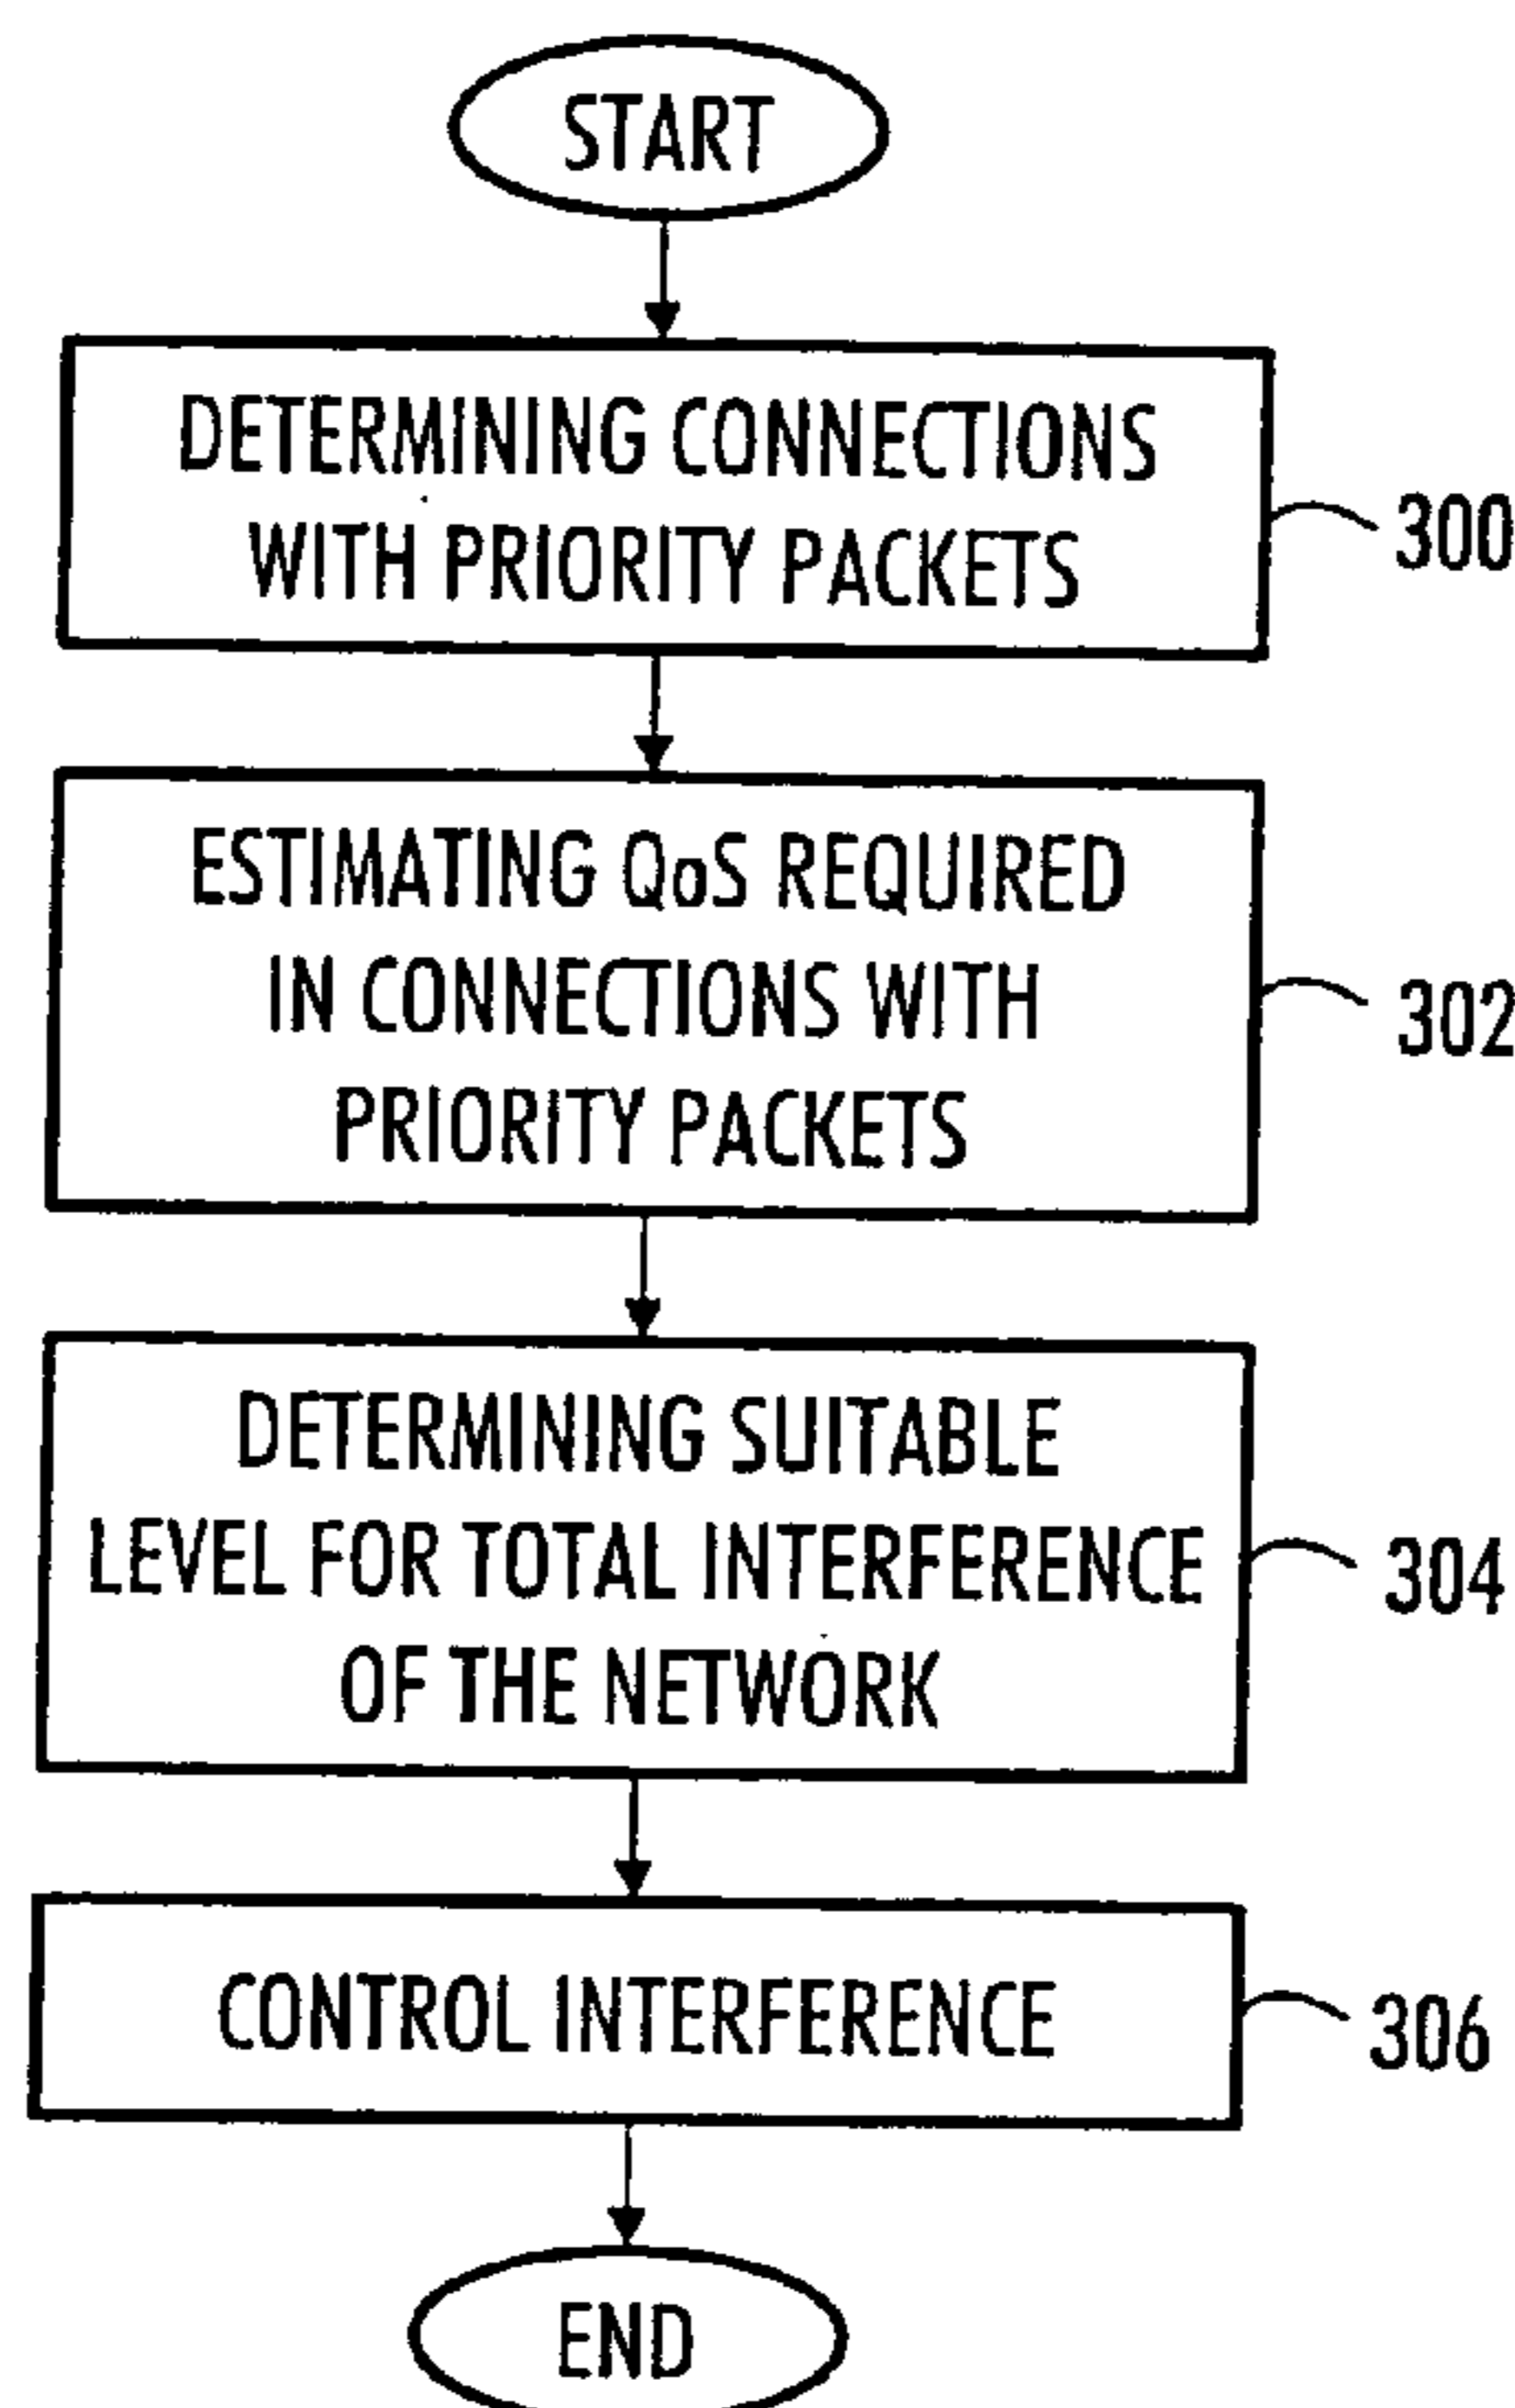 START
DETERMINING CONNECTIONS
WITH PRIORITY PACKETS
300
ESTIMATING QoS REQUIRED
IN CONNECTIONS WITH
PRIORITY PACKETS
302
DETERMINING SUITABLE
LEVEL FOR TOTAL INTERFERENCE
OF THE NETWORK
304
CONTROL INTERFERENCE
306
END